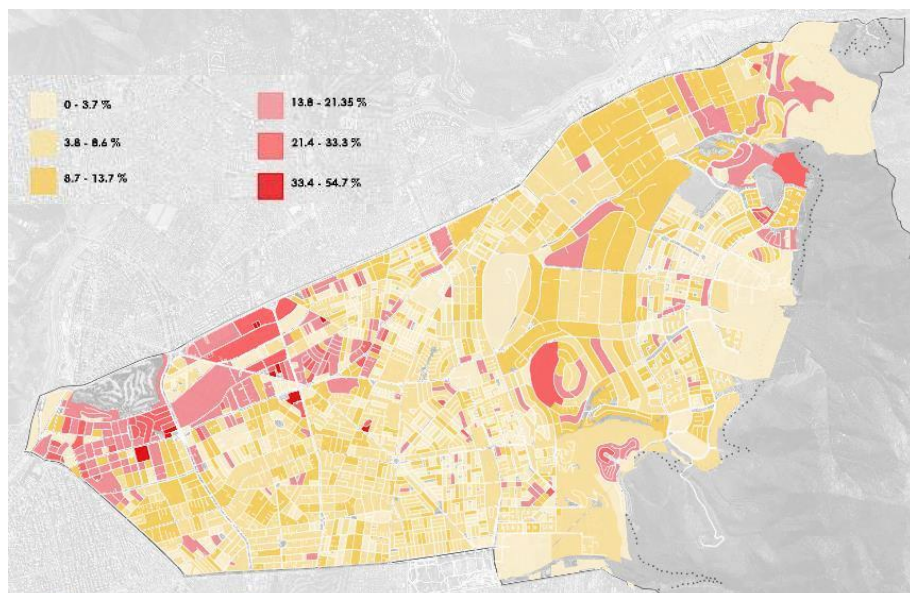 0 - 3.7 %
3.8 - 8.6 %
8.7 - 13.7 %
13.8 - 21.35 %
21.4 - 33.3 %
33.4 - 54.7 %